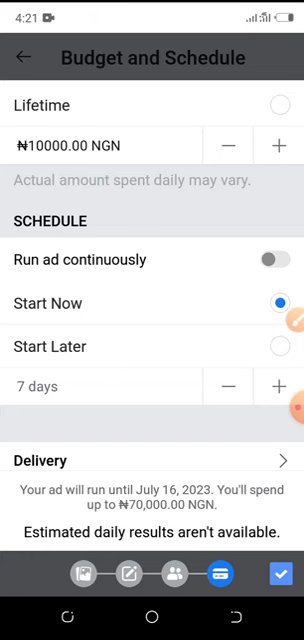 4:21
Budget and Schedule
Lifetime
₦10000.00 NGN
Actual amount spent daily may vary.
SCHEDULE
Run ad continuously
Start Now
Start Later
7 days
Delivery
Your ad will run until July 16, 2023. You'll spend
up to ₦70,000.00 NGN.
Estimated daily results aren't available.